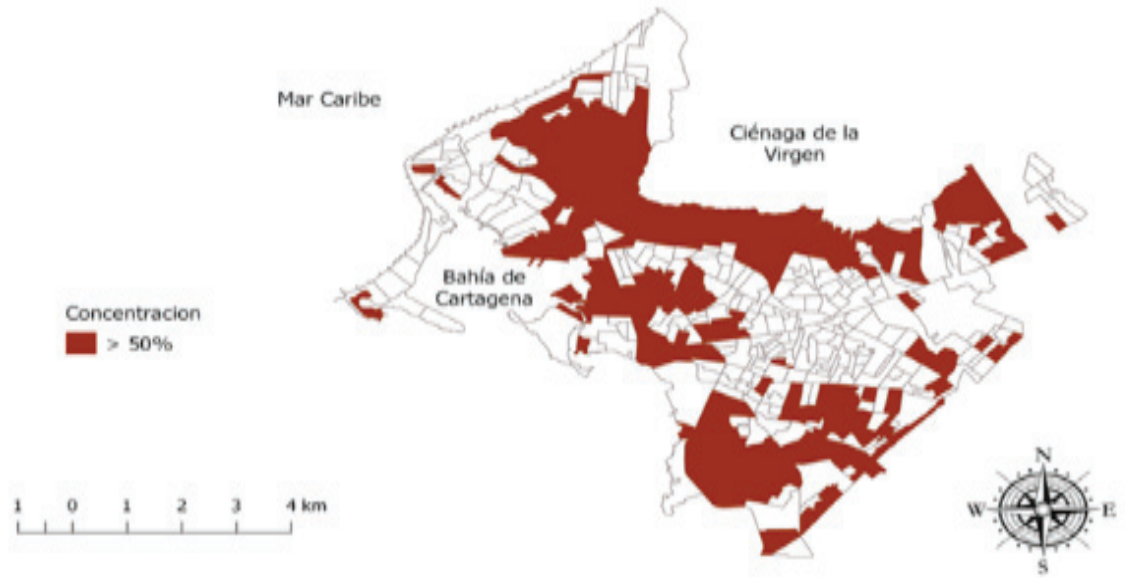 Mar Caribe
Ciénaga de la
Virgen
Bahía de
Cartagena
Concentracion
> 50%
1 0 1 2 3 4 km
N
W E
S